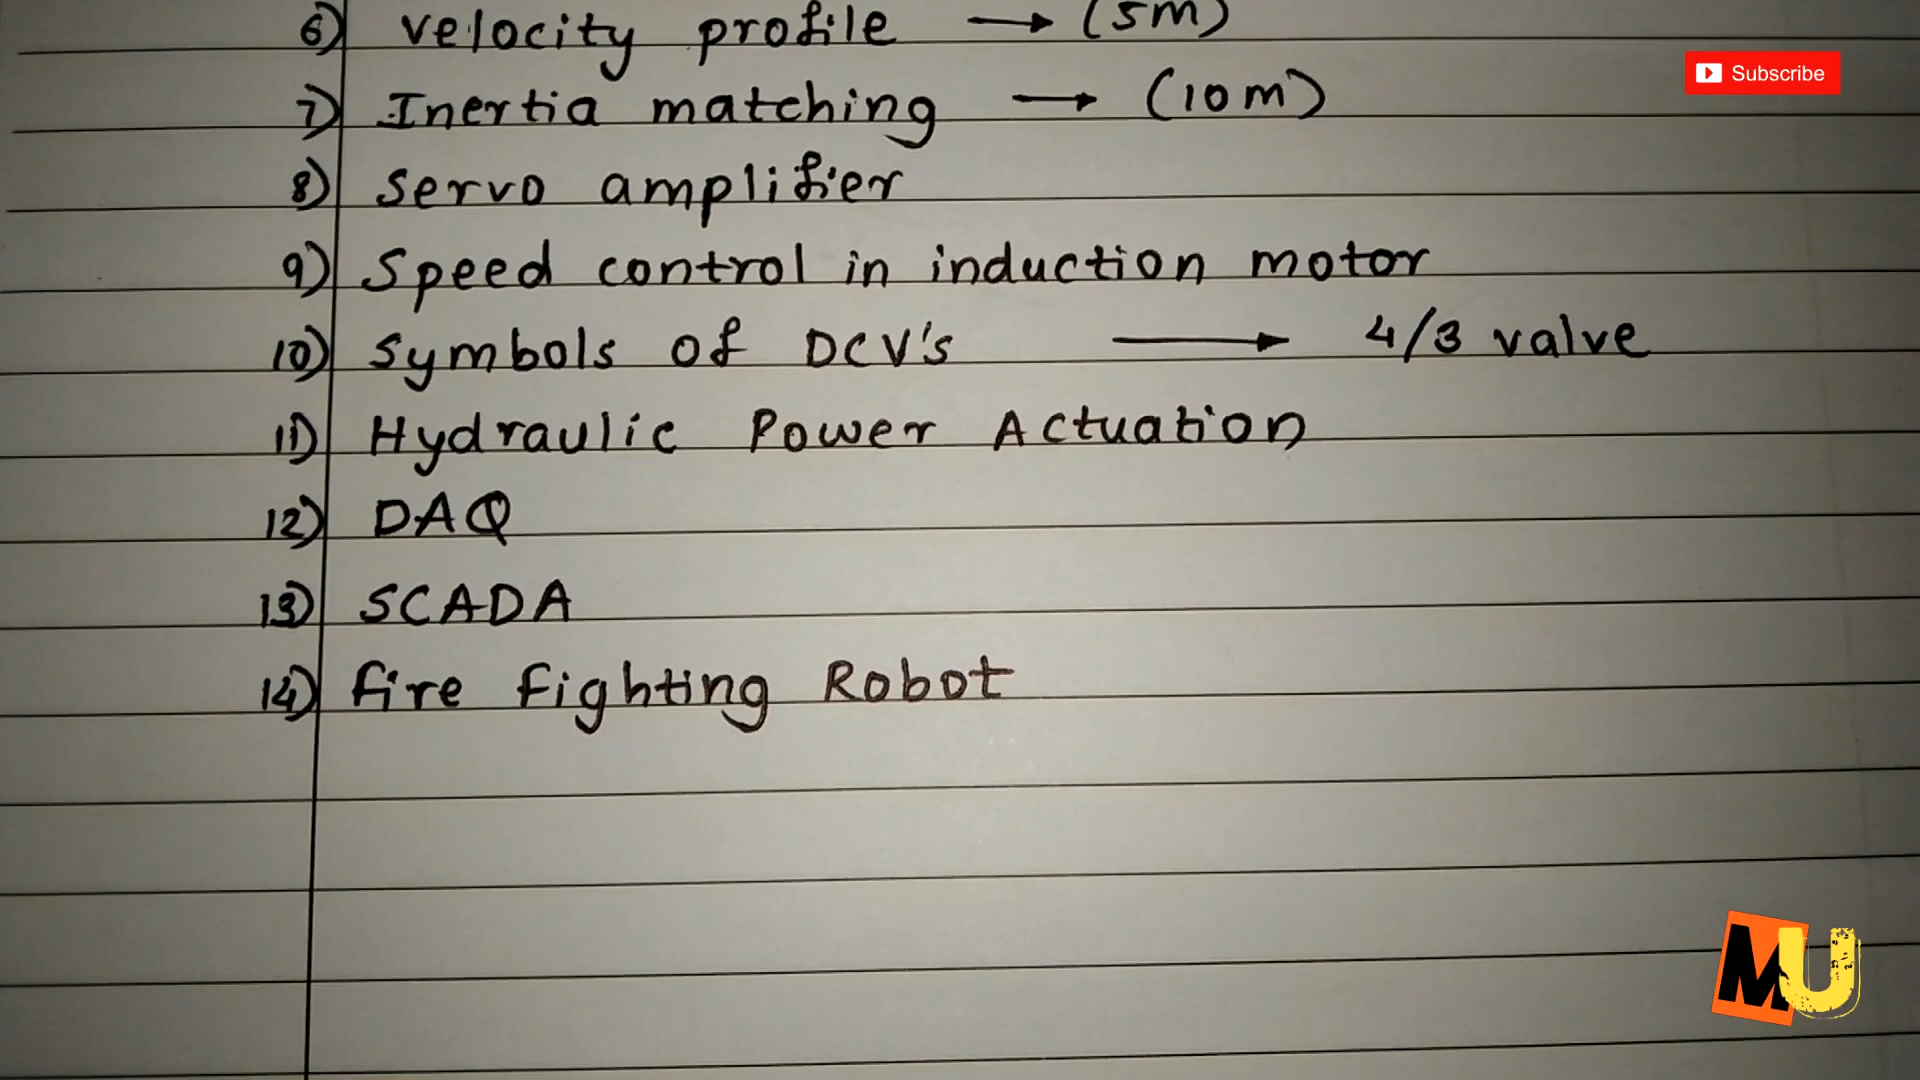 6) velocity profile → (5m)
Subscribe
7) Inertia matching → (10m)
8) Servo amplifier
9) Speed control in induction motor
10) Symbols of DCV's → 4/3 valve
11) Hydraulic Power Actuation
12) DAQ
13) SCADA
14) Fire Fighting Robot
MU